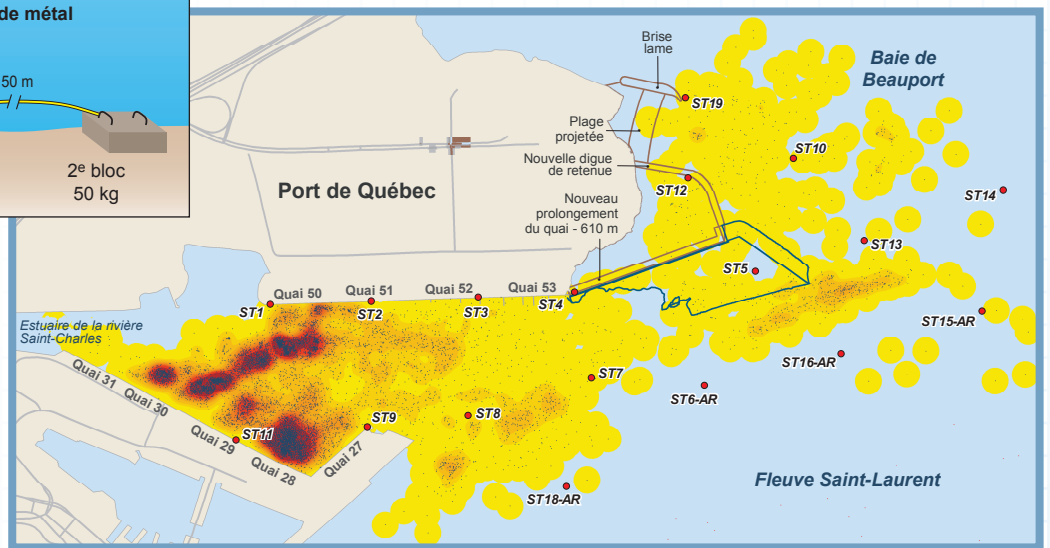 de métal
50 m
2e bloc
50 kg
Brise
lame
Baie de
Beauport
ST19
Plage
projetée
ST10
Nouvelle digue
de retenue
Port de Québec
ST12
ST14
Nouveau
prolongement
du quai - 610 m
ST13
ST5
Quai 50
Quai 51
Quai 52
Quai 53
ST1
ST2
ST3
ST4
Estuaire de la rivière
Saint-Charles
ST15-AR
ST16-AR
Quai 31
ST7
ST6-AR
Quai 30
ST8
ST9
Quai 29
ST11
Quai 28
Quai 27
Fleuve Saint-Laurent
ST18-AR